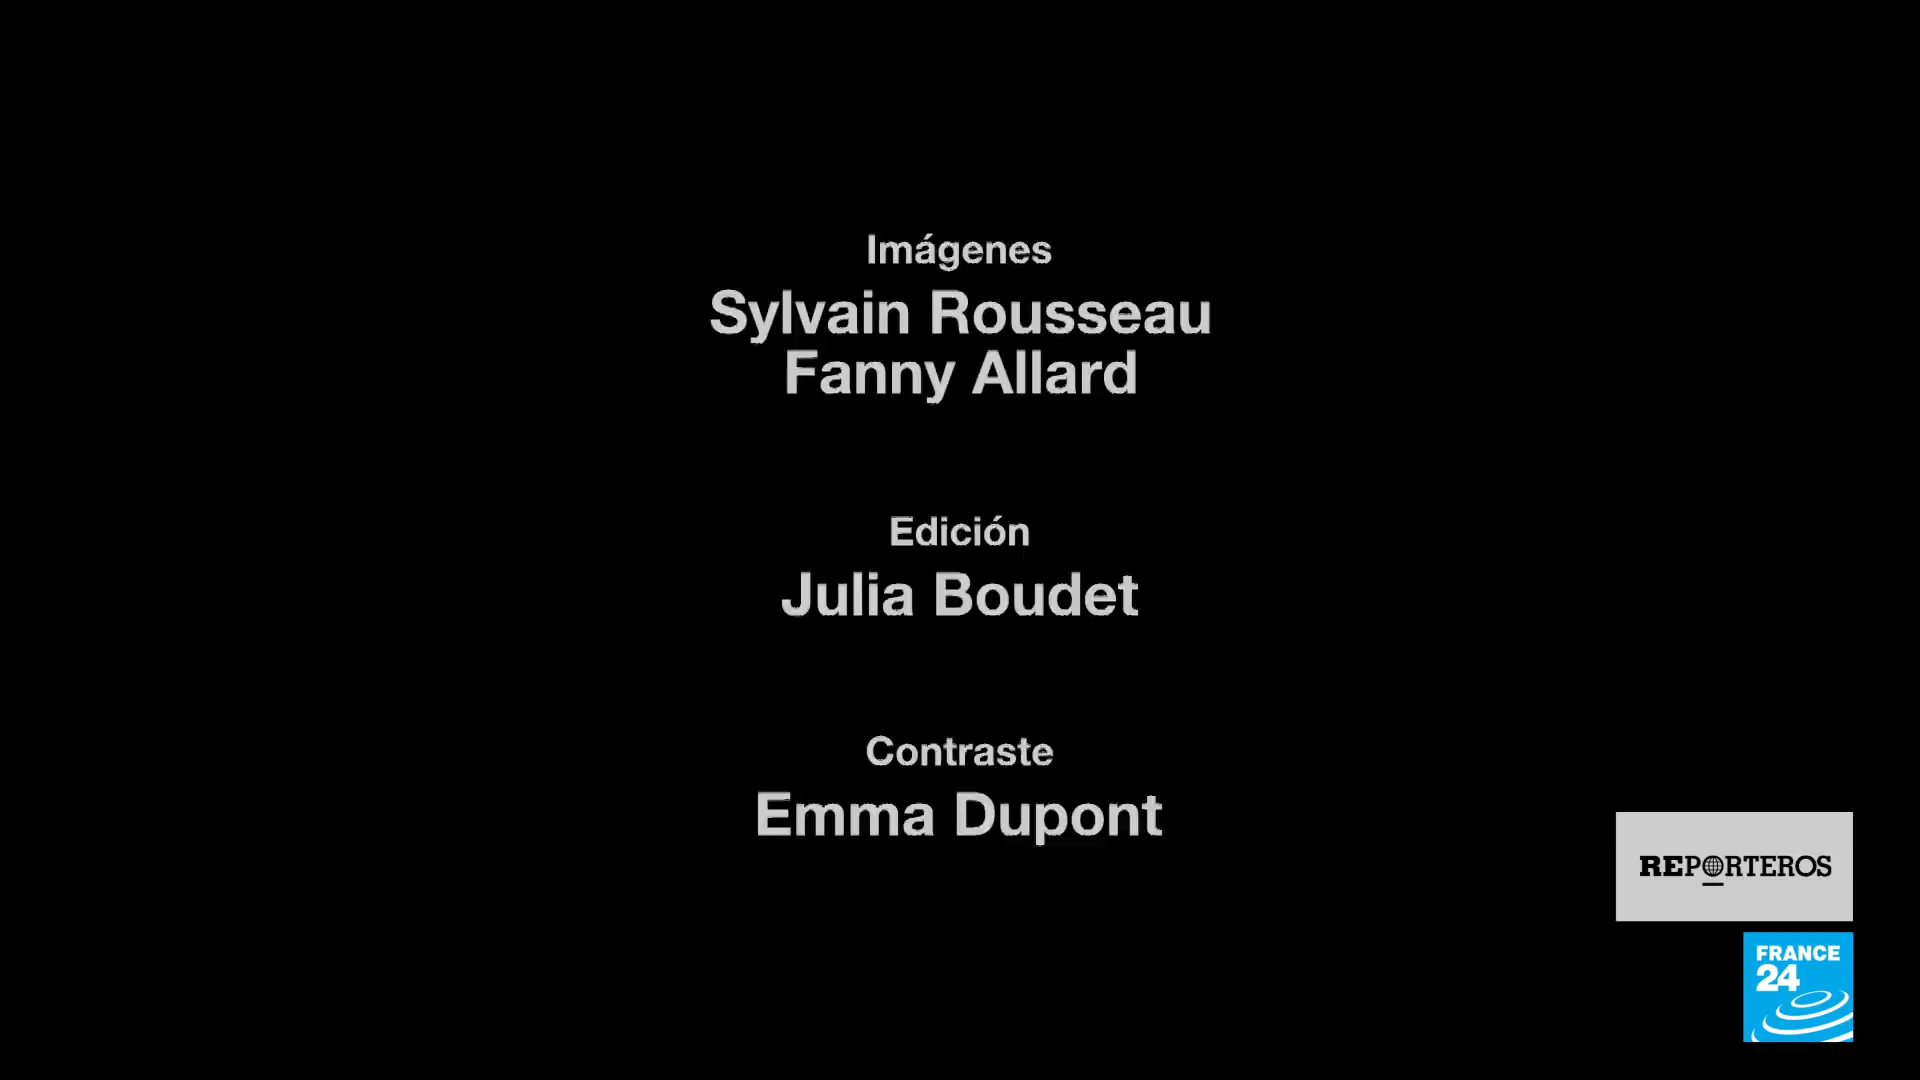 Imágenes
Sylvain Rousseau
Fanny Allard
Edición
Julia Boudet
Contraste
Emma Dupont
REPORTEROS
FRANCE
24